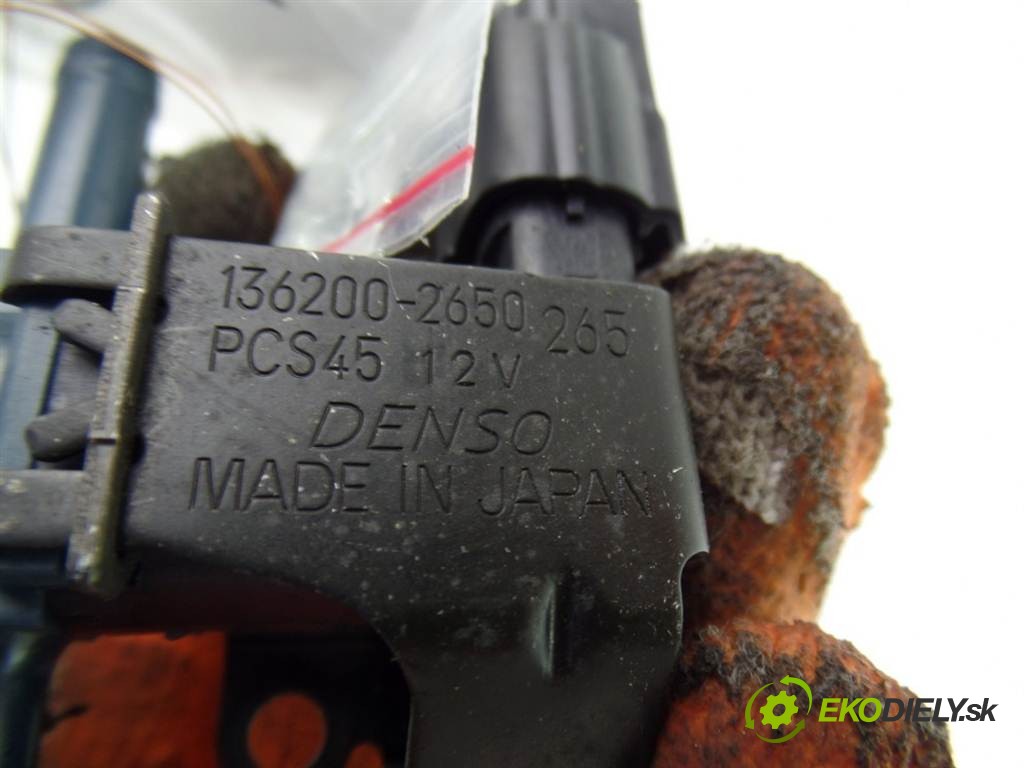 136200-2650 265
PCS45 12V
DENSO
MADE IN JAPAN
EKODIELY.sk